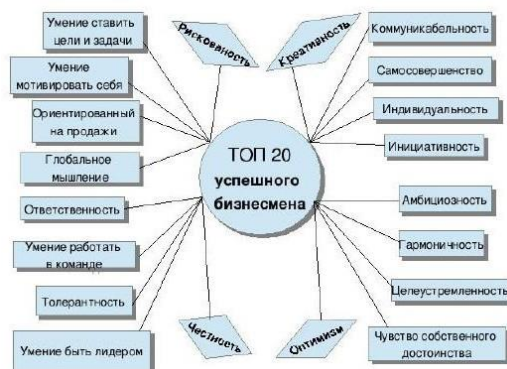 Умение ставить
цели и задачи
Рискованость
Креативность
Коммуникабельность
Умение
мотивировать себя
Самосовершенство
Ориентированный
на продажи
Индивидуальность
Глобальное
мышление
Инициативность
ТОП 20
успешного
бизнесмена
Ответственность
Амбициозность
Умение работать
в команде
Гармоничность
Толерантность
Целеустремленность
Умение быть лидером
Честность
Оптимизм
Чувство собственного
достоинства